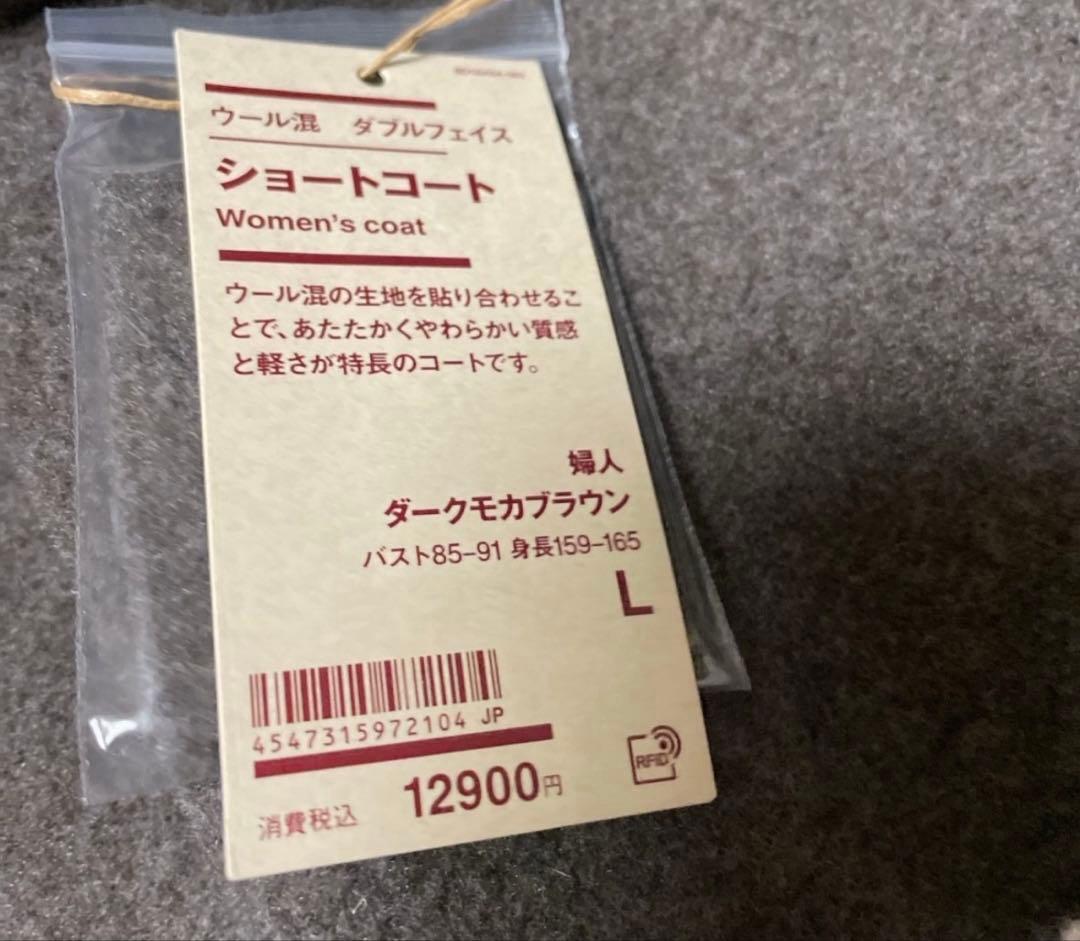 ウール混 ダブルフェイス
ショートコート
Women's coat
ウール混の生地を貼り合わせるこ
とで、あたたかくやわらかい質感
と軽さが特長のコートです。
婦人
ダークモカブラウン
バスト85-91 身長159-165
L
4547315972104 JP
RFID
消費税込 12900円